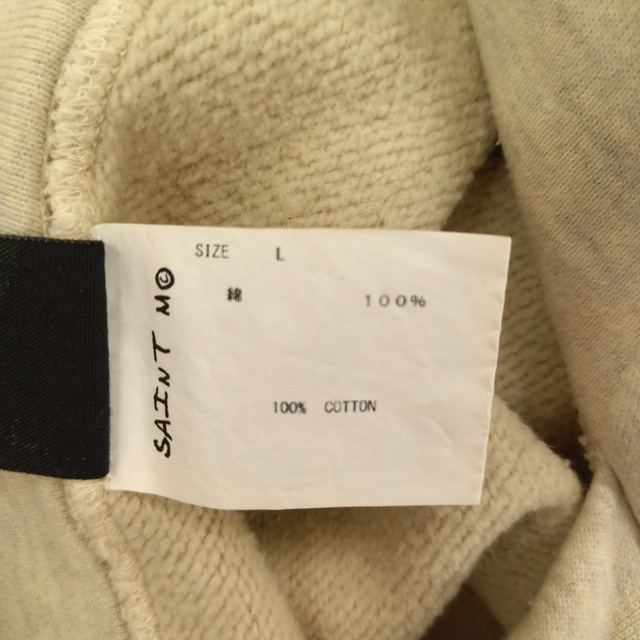 SIZE L
綿 100%
100% COTTON
SAINT M